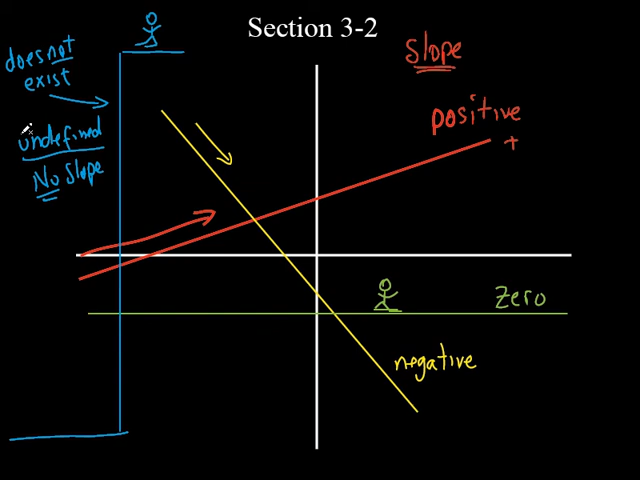 Section 3-2
Slope
does not
exist
undefined
No Slope
positive
+
Zero
negative